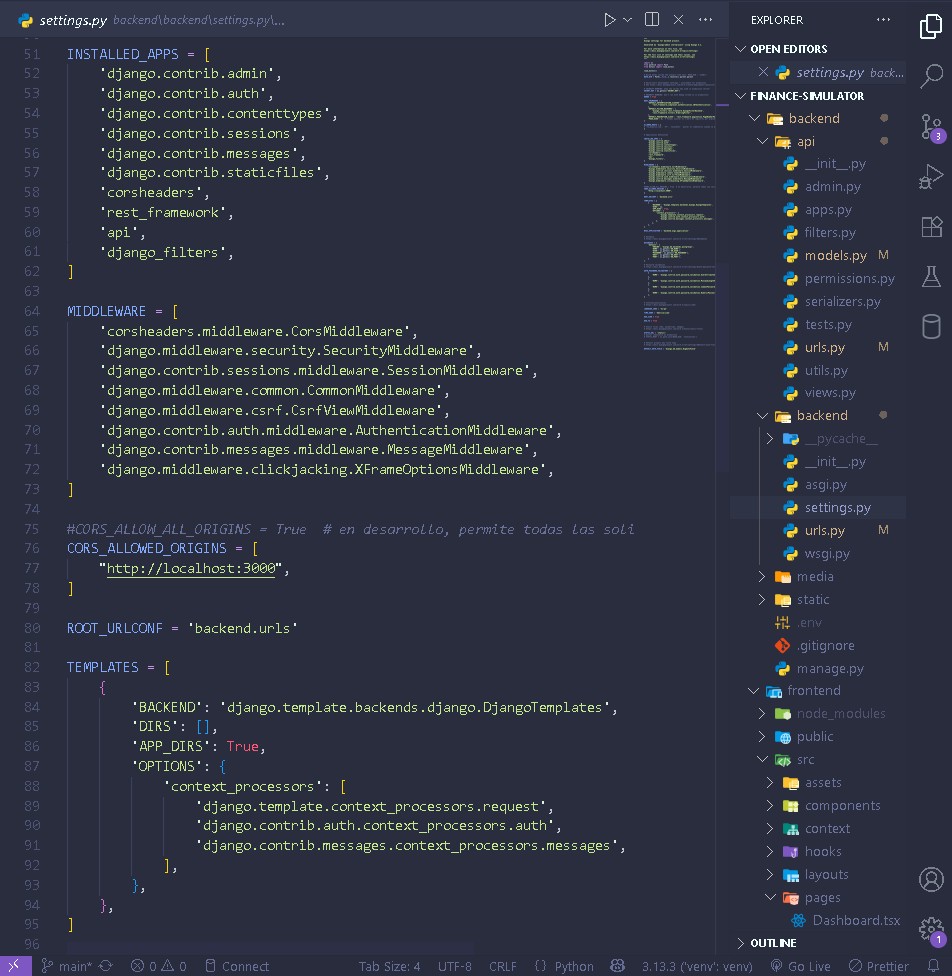 settings.py backend\backend\settings.py\...
51 INSTALLED_APPS = [
52 'django.contrib.admin',
53 'django.contrib.auth',
54 'django.contrib.contenttypes',
55 'django.contrib.sessions',
56 'django.contrib.messages',
57 'django.contrib.staticfiles',
58 'corsheaders',
59 'rest_framework',
60 'api',
61 'django_filters',
62 ]
63
64 MIDDLEWARE = [
65 'corsheaders.middleware.CorsMiddleware',
66 'django.middleware.security.SecurityMiddleware',
67 'django.contrib.sessions.middleware.SessionMiddleware',
68 'django.middleware.common.CommonMiddleware',
69 'django.middleware.csrf.CsrfViewMiddleware',
70 'django.contrib.auth.middleware.AuthenticationMiddleware',
71 'django.contrib.messages.middleware.MessageMiddleware',
72 'django.middleware.clickjacking.XFrameOptionsMiddleware',
73 ]
74
75 #CORS_ALLOW_ALL_ORIGINS = True # en desarrollo, permite todas las soli
76 CORS_ALLOWED_ORIGINS = [
77 "http://localhost:3000",
78 ]
79
80 ROOT_URLCONF = 'backend.urls'
81
82 TEMPLATES = [
83 {
84 'BACKEND': 'django.template.backends.django.DjangoTemplates',
85 'DIRS': [],
86 'APP_DIRS': True,
87 'OPTIONS': {
88 'context_processors': [
89 'django.template.context_processors.request',
90 'django.contrib.auth.context_processors.auth',
91 'django.contrib.messages.context_processors.messages',
92 ],
93 },
94 },
95 ]
96
EXPLORER
OPEN EDITORS
settings.py back...
FINANCE-SIMULATOR
backend
api
__init__.py
admin.py
apps.py
filters.py
models.py M
permissions.py
serializers.py
tests.py
urls.py M
utils.py
views.py
backend
__pycache__
__init__.py
asgi.py
settings.py
urls.py M
wsgi.py
media
static
.env
.gitignore
manage.py
frontend
node_modules
public
src
assets
components
context
hooks
layouts
pages
Dashboard.tsx
OUTLINE
3
1
main* 0 0 Connect Tab Size: 4 UTF-8 CRLF {} Python 3.13.3 ('venv': venv) Go Live Prettier